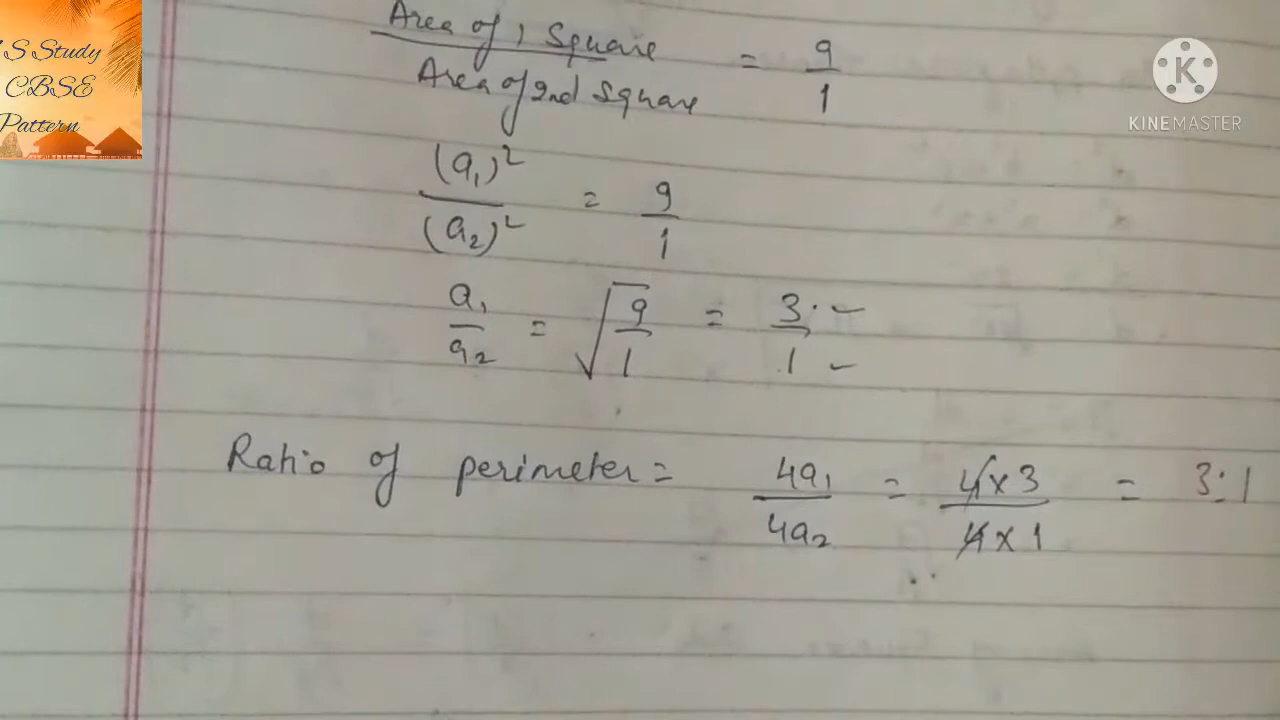 'S Study
CBSE
Pattern
KINEMASTER
Area of 1 Square / Area of 2nd Square = 9/1
(a₁)² / (a₂)² = 9/1
a₁/a₂ = √(9/1) = 3/1
Ratio of perimeter = 4a₁/4a₂ = 4×3 / 4×1 = 3:1